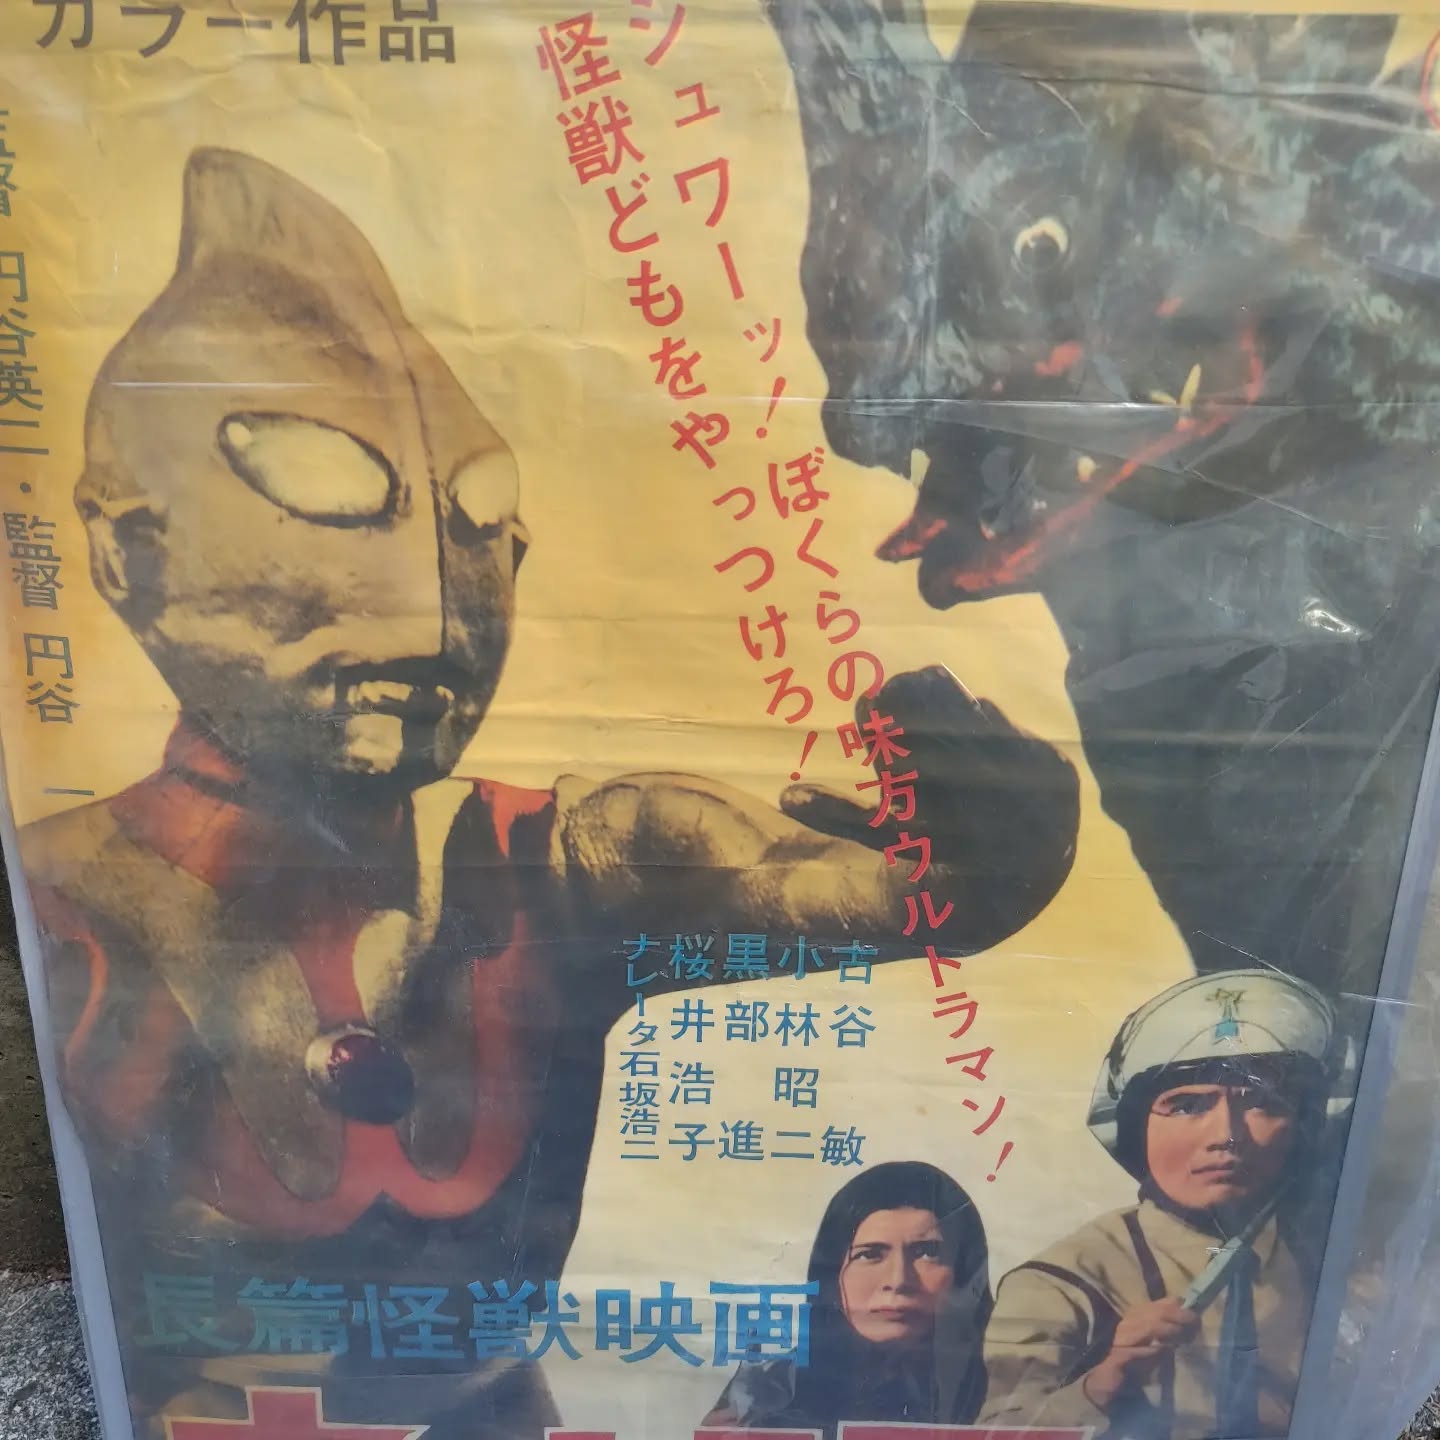 カラー作品
シュワーッ!ぼくらの味方ウルトラマン!
怪獣どもをやっつけろ!
監督 円谷英二・監督 円谷 一
古谷 敏
小林昭二
黒部 進
桜井浩子
ナレータ石坂浩二
長篇怪獣映画